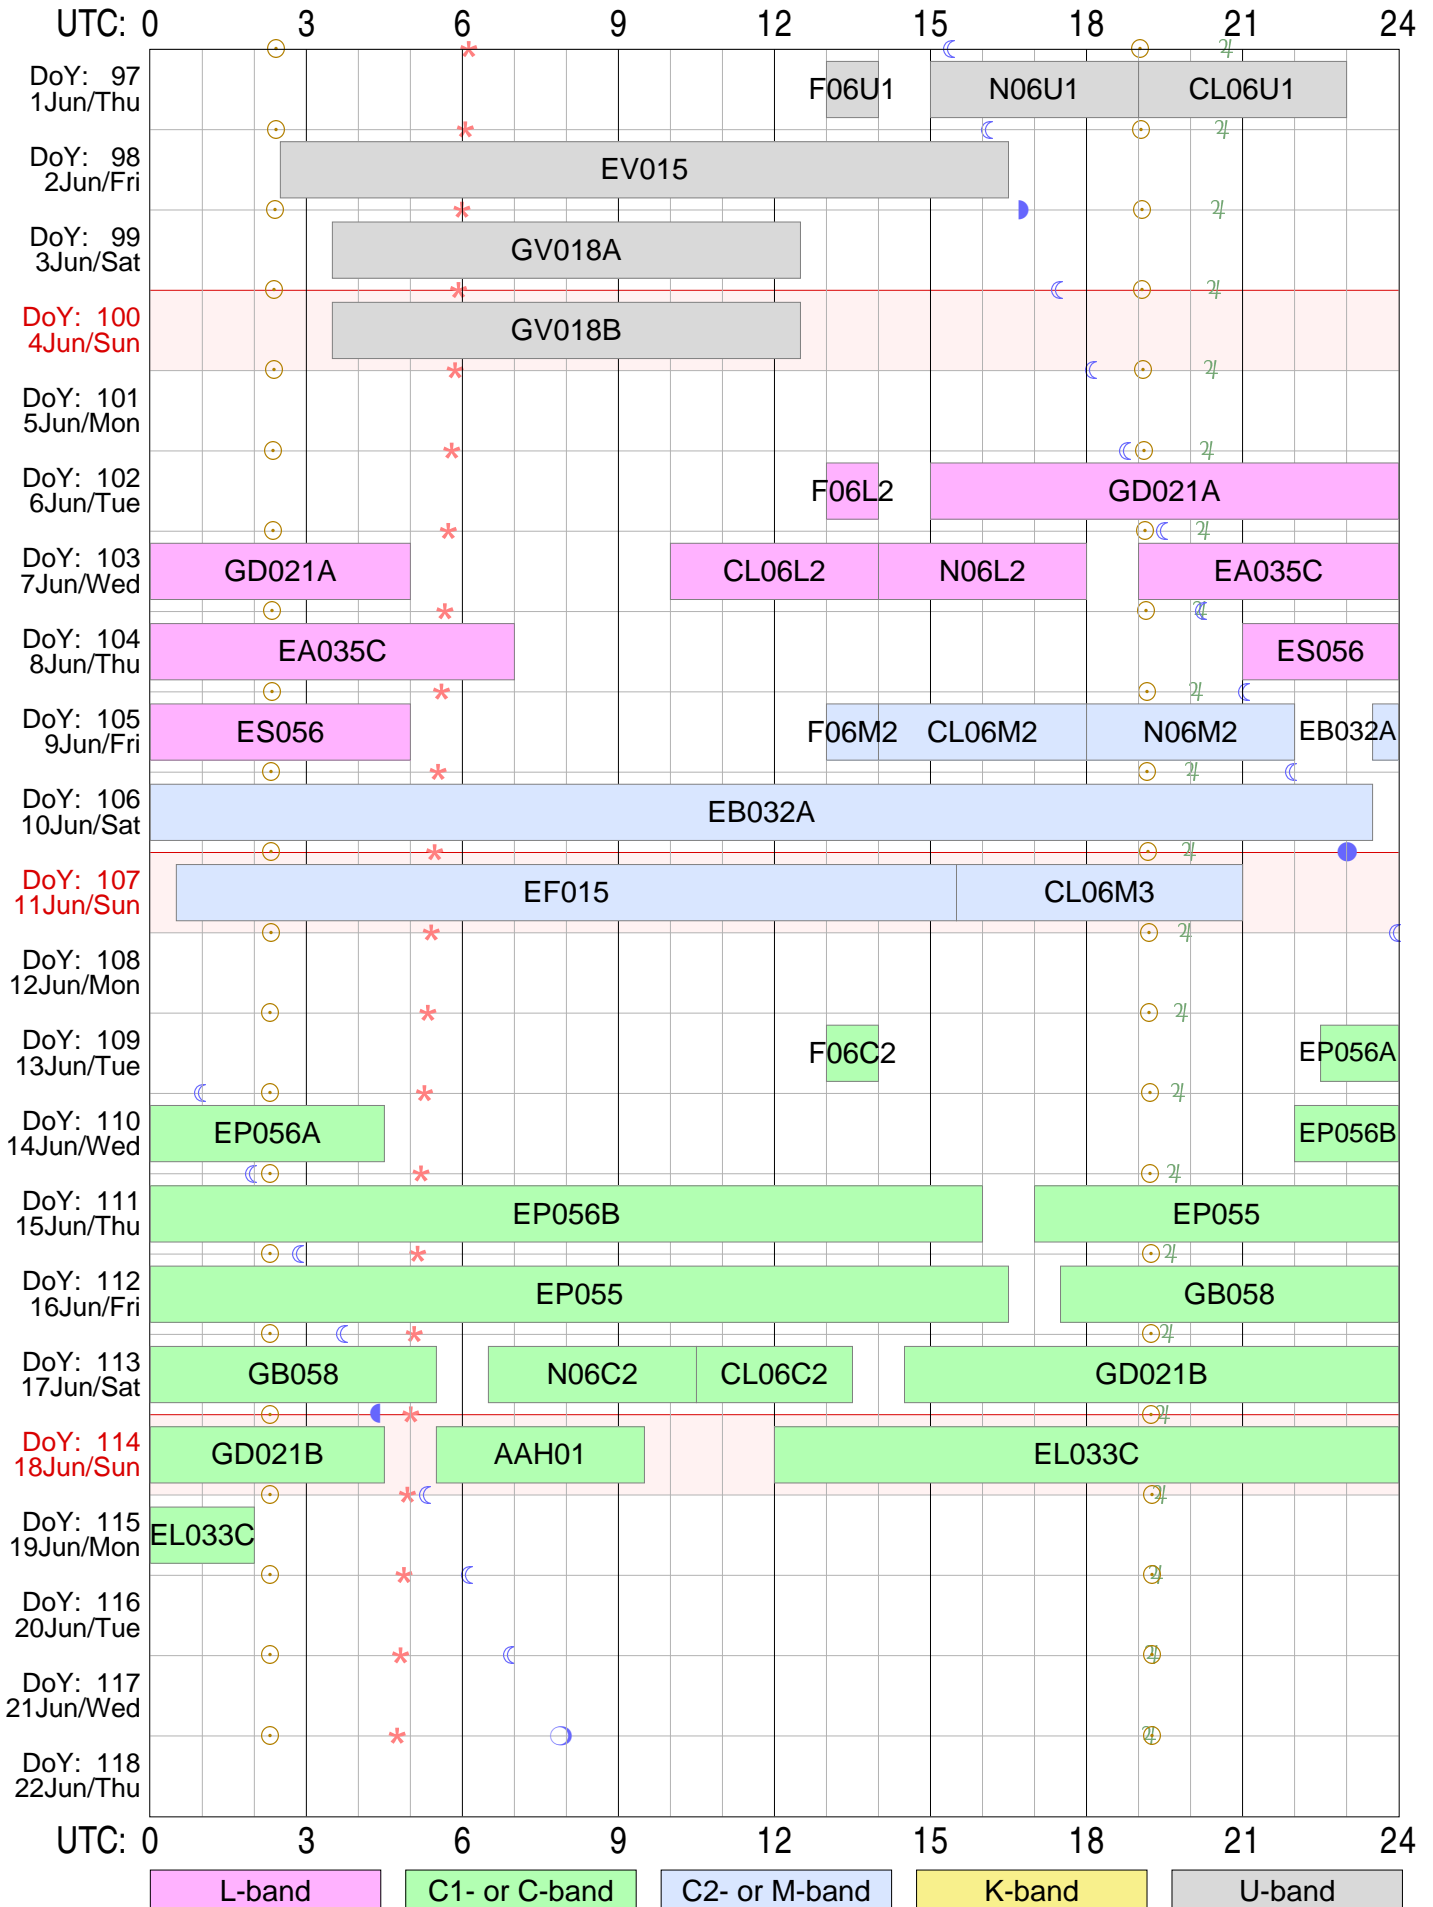 UTC: 0 3 6 9 12 15 18 21 24
DoY: 97
1Jun/Thu
F06U1 N06U1 CL06U1
DoY: 98
2Jun/Fri
EV015
DoY: 99
3Jun/Sat
GV018A
DoY: 100
4Jun/Sun
GV018B
DoY: 101
5Jun/Mon
DoY: 102
6Jun/Tue
F06L2 GD021A
DoY: 103
7Jun/Wed
GD021A CL06L2 N06L2 EA035C
DoY: 104
8Jun/Thu
EA035C ES056
DoY: 105
9Jun/Fri
ES056 F06M2 CL06M2 N06M2 EB032A
DoY: 106
10Jun/Sat
EB032A
DoY: 107
11Jun/Sun
EF015 CL06M3
DoY: 108
12Jun/Mon
DoY: 109
13Jun/Tue
F06C2 EP056A
DoY: 110
14Jun/Wed
EP056A EP056B
DoY: 111
15Jun/Thu
EP056B EP055
DoY: 112
16Jun/Fri
EP055 GB058
DoY: 113
17Jun/Sat
GB058 N06C2 CL06C2 GD021B
DoY: 114
18Jun/Sun
GD021B AAH01 EL033C
DoY: 115
19Jun/Mon
EL033C
DoY: 116
20Jun/Tue
DoY: 117
21Jun/Wed
DoY: 118
22Jun/Thu
UTC: 0 3 6 9 12 15 18 21 24
L-band C1- or C-band C2- or M-band K-band U-band